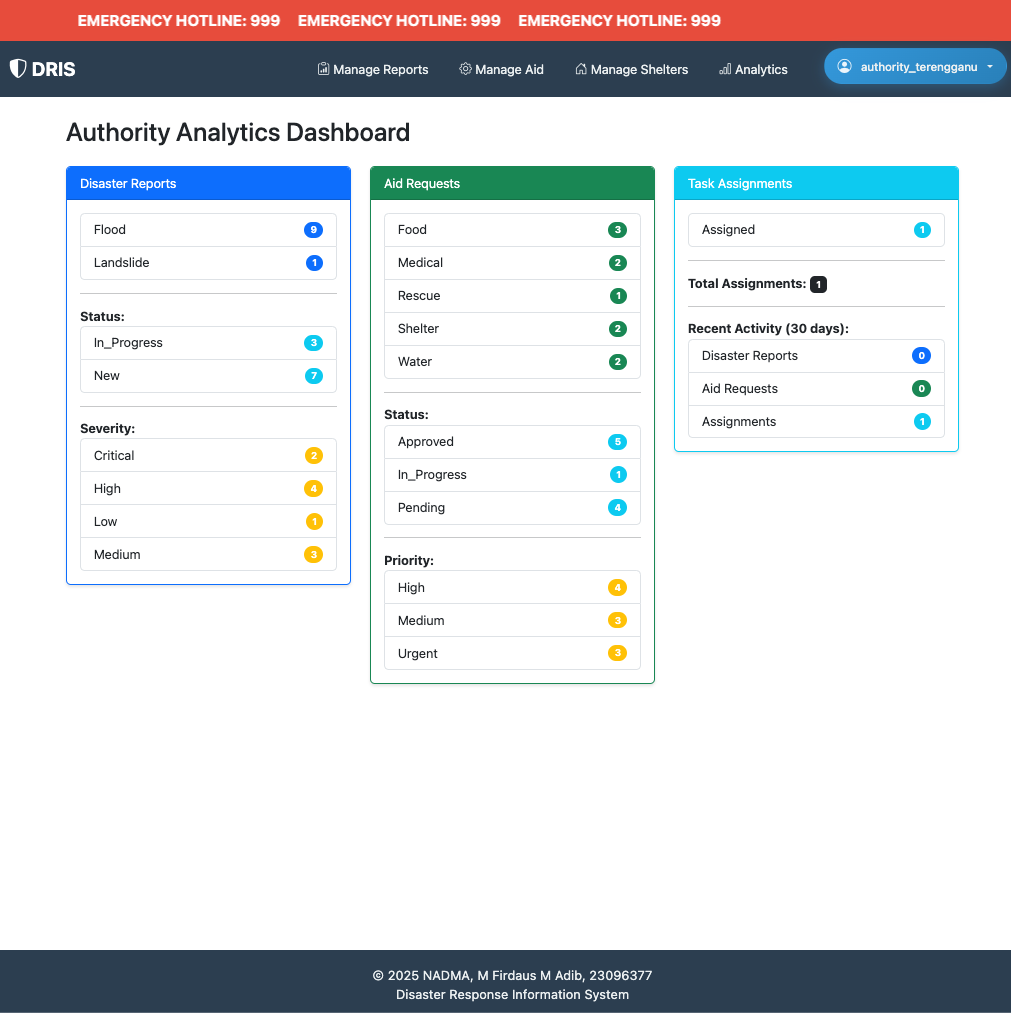 EMERGENCY HOTLINE: 999 EMERGENCY HOTLINE: 999 EMERGENCY HOTLINE: 999
DRIS Manage Reports Manage Aid Manage Shelters Analytics authority_terengganu
Authority Analytics Dashboard
Disaster Reports
Flood 9
Landslide 1
Status:
In_Progress 3
New 7
Severity:
Critical 2
High 4
Low 1
Medium 3
Aid Requests
Food 3
Medical 2
Rescue 1
Shelter 2
Water 2
Status:
Approved 5
In_Progress 1
Pending 4
Priority:
High 4
Medium 3
Urgent 3
Task Assignments
Assigned 1
Total Assignments: 1
Recent Activity (30 days):
Disaster Reports 0
Aid Requests 0
Assignments 1
© 2025 NADMA, M Firdaus M Adib, 23096377
Disaster Response Information System